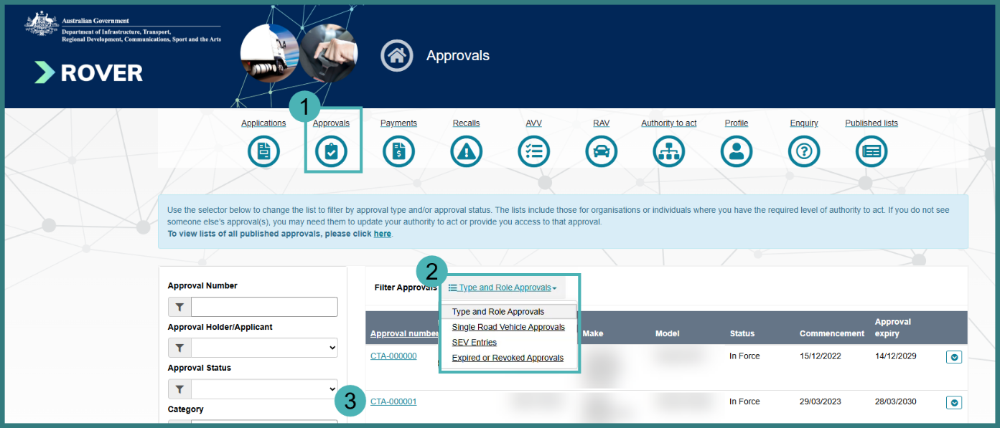 Australian Government
Department of Infrastructure, Transport,
Regional Development, Communications, Sport and the Arts
ROVER
Approvals
1
Applications
Approvals
Payments
Recalls
AVV
RAV
Authority to act
Profile
Enquiry
Published lists
Use the selector below to change the list to filter by approval type and/or approval status. The lists include those for organisations or individuals where you have the required level of authority to act. If you do not see
someone else's approval(s), you may need them to update your authority to act or provide you access to that approval.
To view lists of all published approvals, please click here.
2
Approval Number
Approval Holder/Applicant
Approval Status
Category
Filter Approvals Type and Role Approvals
Type and Role Approvals
Single Road Vehicle Approvals
SEV Entries
Expired or Revoked Approvals
Approval number Make Model Status Commencement Approval expiry
CTA-000000 In Force 15/12/2022 14/12/2029
3
CTA-000001 In Force 29/03/2023 28/03/2030